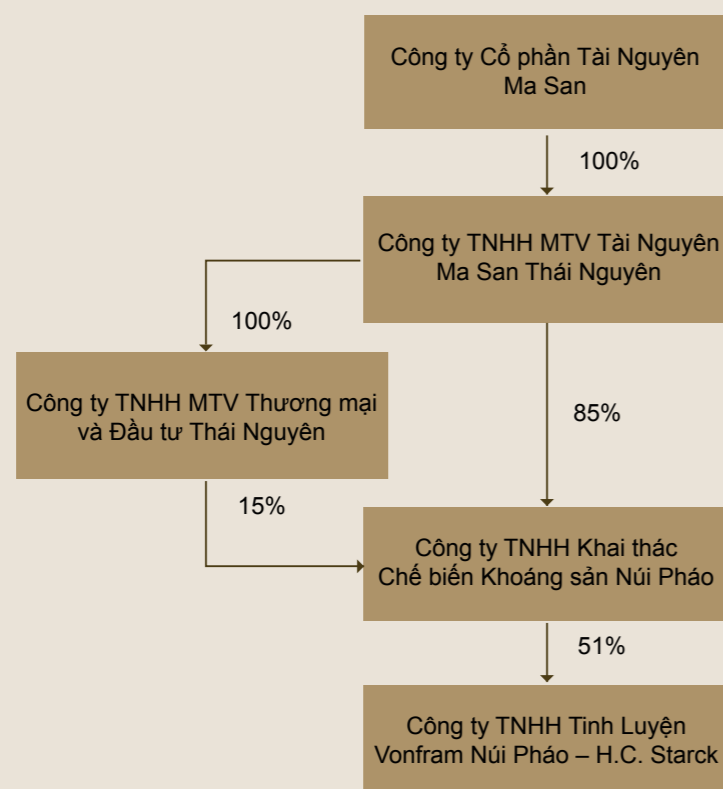 Công ty Cổ phần Tài Nguyên
Ma San
100%
Công ty TNHH MTV Tài Nguyên
Ma San Thái Nguyên
100%
Công ty TNHH MTV Thương mại
và Đầu tư Thái Nguyên
85%
15%
Công ty TNHH Khai thác
Chế biến Khoáng sản Núi Pháo
51%
Công ty TNHH Tinh Luyện
Vonfram Núi Pháo – H.C. Starck